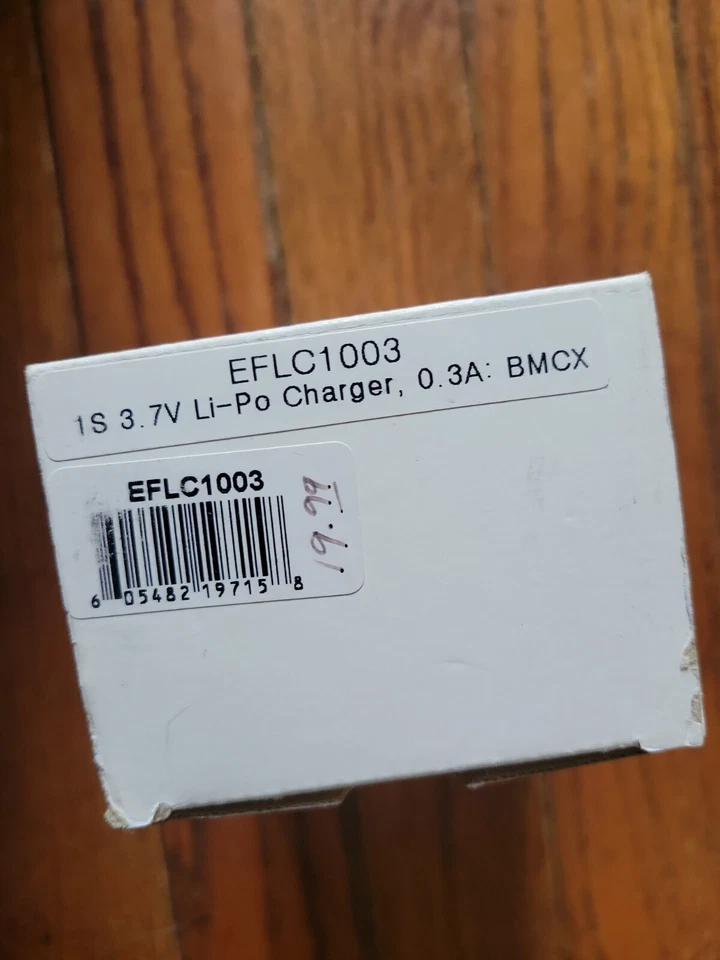 EFLC1003
1S 3.7V Li-Po Charger, 0.3A: BMCX
EFLC1003
19.99
6 05482 19715 8